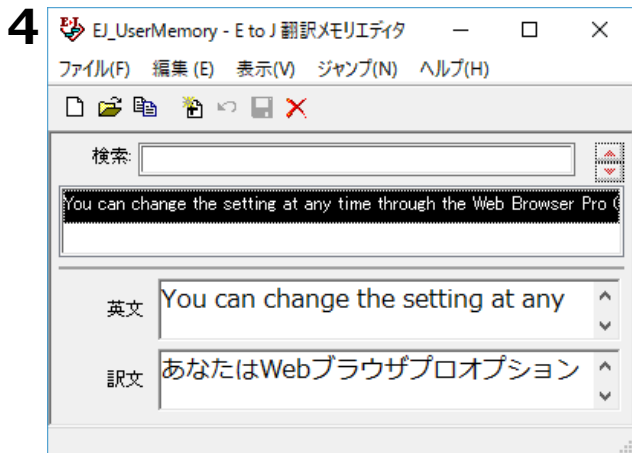 4
EJ_UserMemory - E to J 翻訳メモリエディタ
ファイル(F) 編集(E) 表示(V) ジャンプ(N) ヘルプ(H)
検索:
You can change the setting at any time through the Web Browser Pro
英文 You can change the setting at any
訳文 あなたはWebブラウザプロオプション